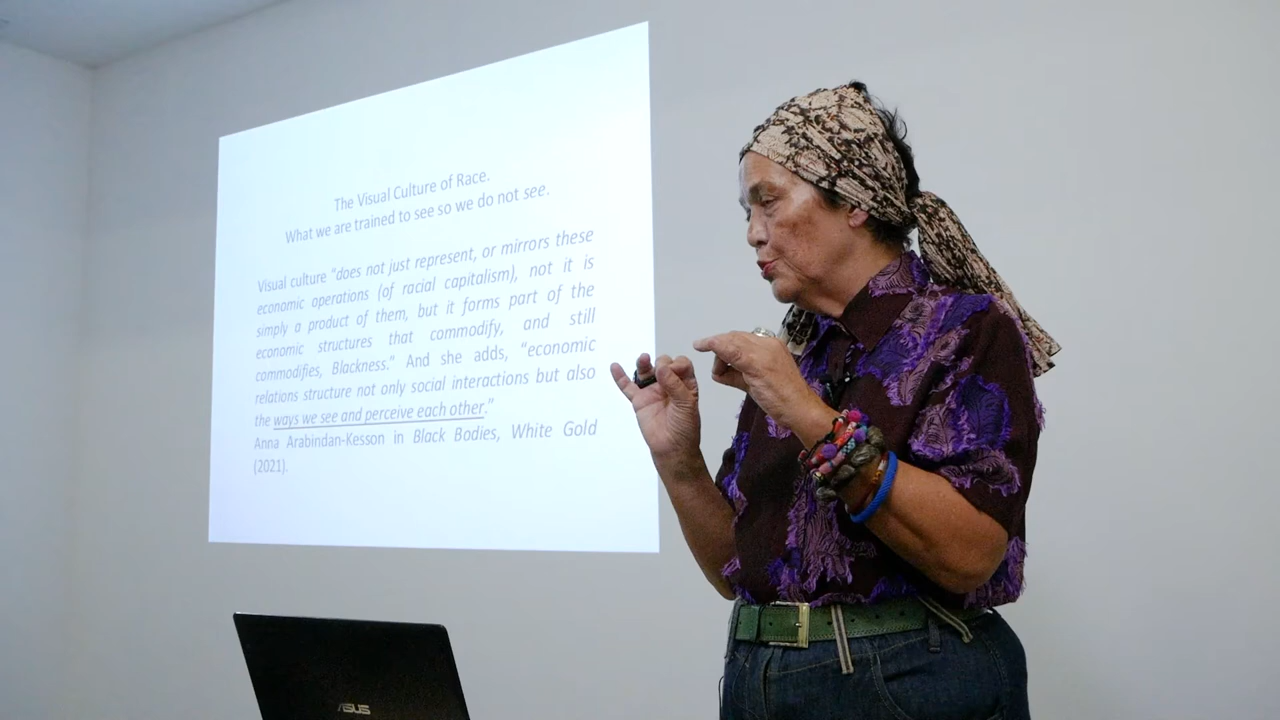 The Visual Culture of Race.
What we are trained to see so we do not see.
Visual culture “does not just represent, or mirrors these
economic operations (of racial capitalism), not it is
simply a product of them, but it forms part of the
economic structures that commodify, and still
commodifies, Blackness.” And she adds, “economic
relations structure not only social interactions but also
the ways we see and perceive each other.”
Anna Arabindan-Kesson in Black Bodies, White Gold
(2021).
ASUS